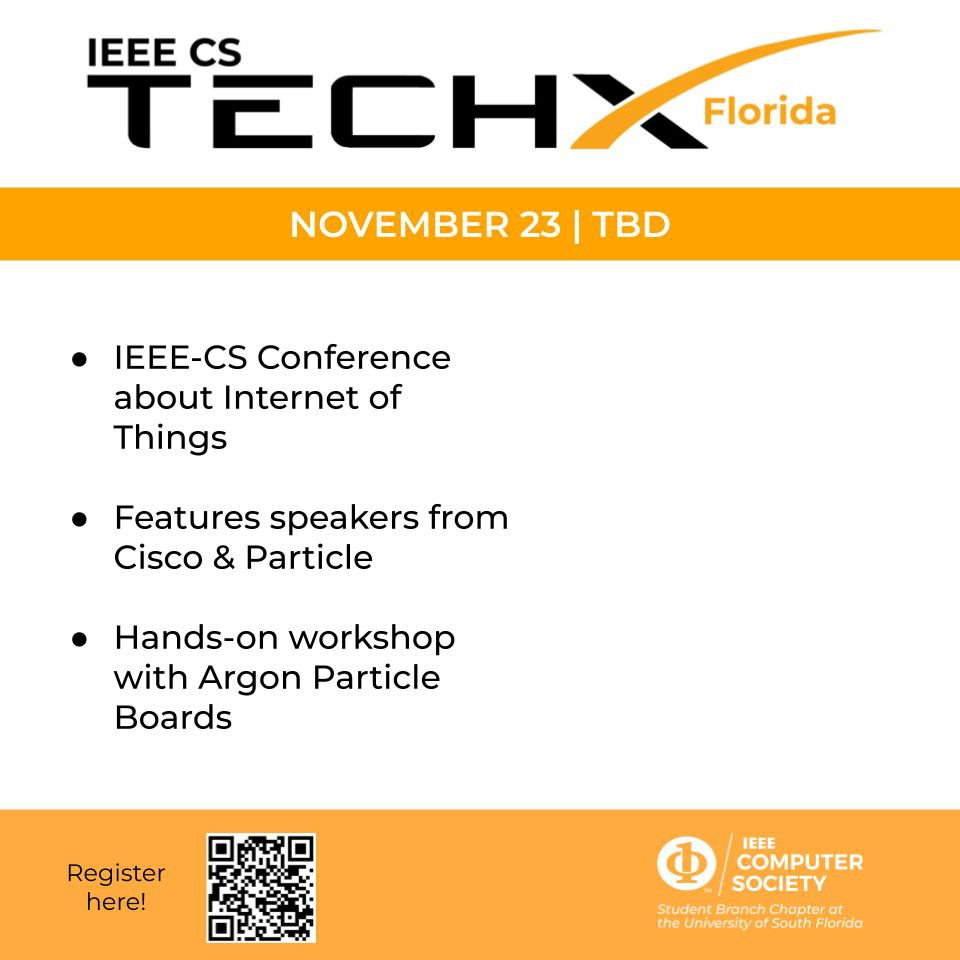 IEEE CS
TECHX
Florida
NOVEMBER 23 | TBD
● IEEE-CS Conference
about Internet of
Things
● Features speakers from
Cisco & Particle
● Hands-on workshop
with Argon Particle
Boards
Register
here!
IEEE
COMPUTER
SOCIETY
TM
Student Branch Chapter at
the University of South Florida